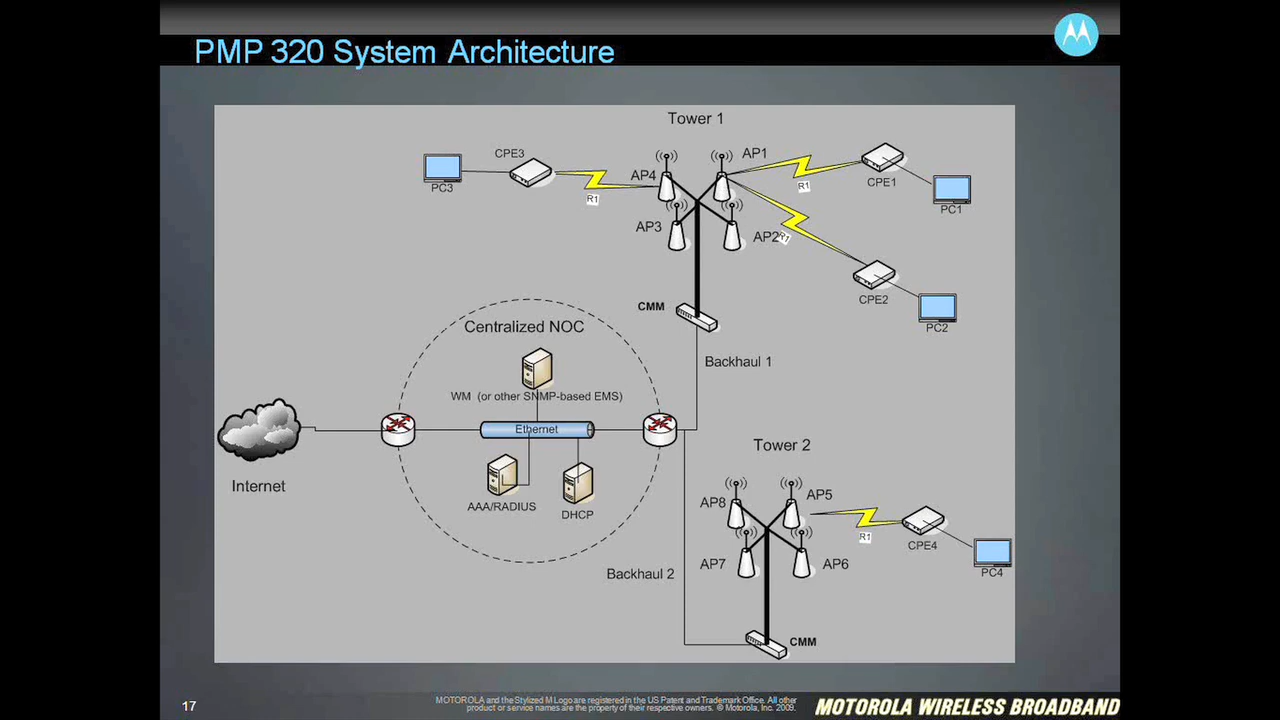 PMP 320 System Architecture
Tower 1
CPE3
AP1
PC3
AP4
R1
R1
CPE1
PC1
AP3
AP2
R1
CPE2
PC2
CMM
Centralized NOC
Backhaul 1
WM (or other SNMP-based EMS)
Ethernet
Internet
AAA/RADIUS
DHCP
Tower 2
AP8
AP5
R1
CPE4
PC4
AP7
AP6
Backhaul 2
CMM
17
MOTOROLA and the Stylized M Logo are registered in the US Patent and Trademark Office. All other
product or service names are the property of their respective owners. © Motorola, Inc. 2009.
MOTOROLA WIRELESS BROADBAND